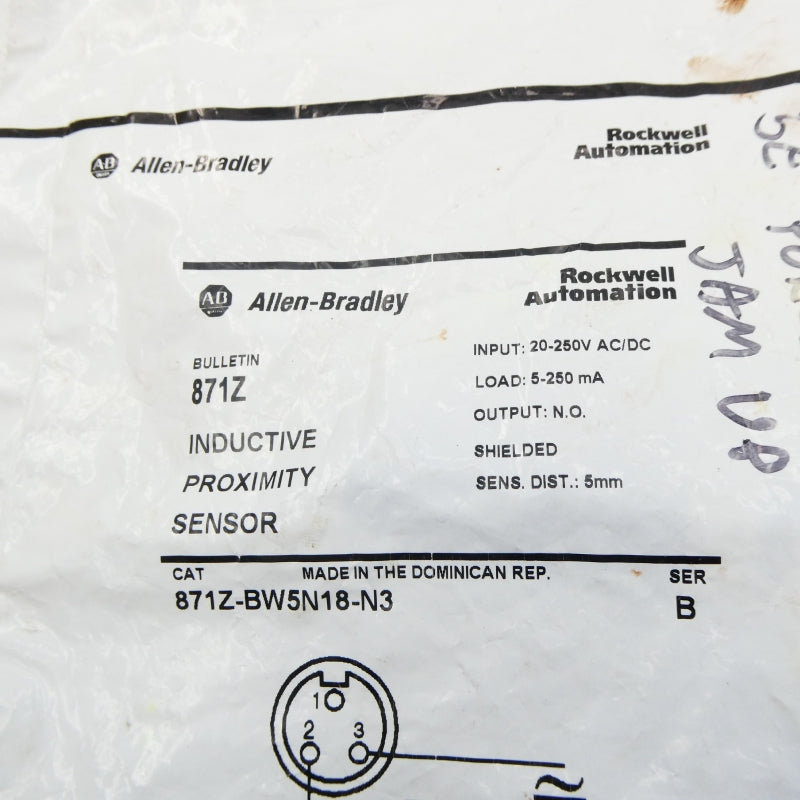 AB Allen-Bradley
Rockwell
Automation
AB Allen-Bradley
Rockwell
Automation
BULLETIN
871Z
INDUCTIVE
PROXIMITY
SENSOR
INPUT: 20-250V AC/DC
LOAD: 5-250 mA
OUTPUT: N.O.
SHIELDED
SENS. DIST.: 5mm
CAT
MADE IN THE DOMINICAN REP.
SER
871Z-BW5N18-N3
B
1
2 3
~
JAM UP